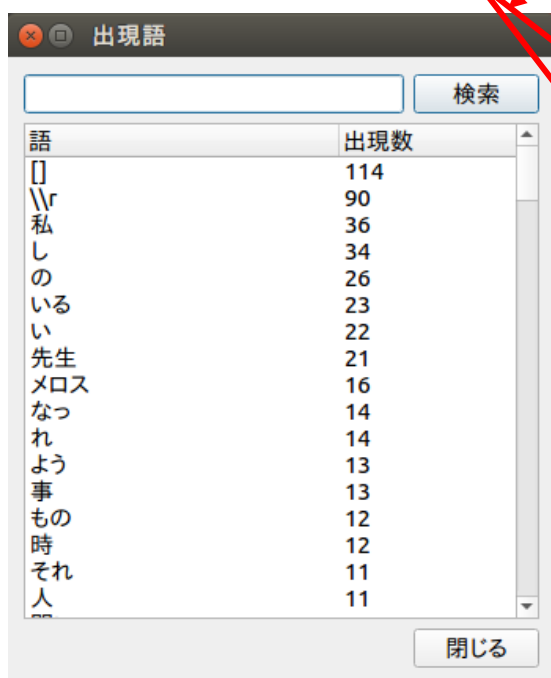 出現語
検索
語 出現数
[] 114
\\r 90
私 36
し 34
の 26
いる 23
い 22
先生 21
メロス 16
なっ 14
れ 14
よう 13
事 13
もの 12
時 12
それ 11
人 11
閉じる